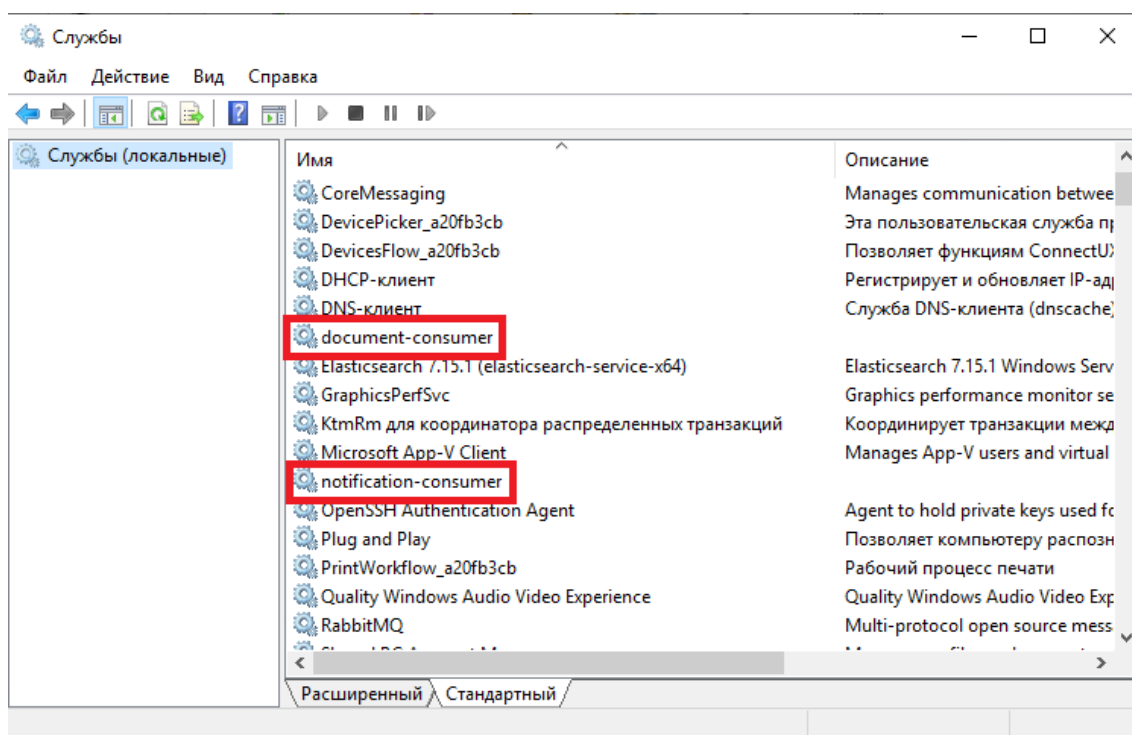 Службы
Файл Действие Вид Справка
Службы (локальные)
Имя Описание
CoreMessaging Manages communication betwee
DevicePicker_a20fb3cb Эта пользовательская служба пр
DevicesFlow_a20fb3cb Позволяет функциям ConnectUX
DHCP-клиент Регистрирует и обновляет IP-адр
DNS-клиент Служба DNS-клиента (dnscache)
document-consumer
Elasticsearch 7.15.1 (elasticsearch-service-x64) Elasticsearch 7.15.1 Windows Serv
GraphicsPerfSvc Graphics performance monitor se
KtmRm для координатора распределенных транзакций Координирует транзакции межд
Microsoft App-V Client Manages App-V users and virtual
notification-consumer
OpenSSH Authentication Agent Agent to hold private keys used fo
Plug and Play Позволяет компьютеру распозн
PrintWorkflow_a20fb3cb Рабочий процесс печати
Quality Windows Audio Video Experience Quality Windows Audio Video Exp
RabbitMQ Multi-protocol open source mess
Расширенный Стандартный